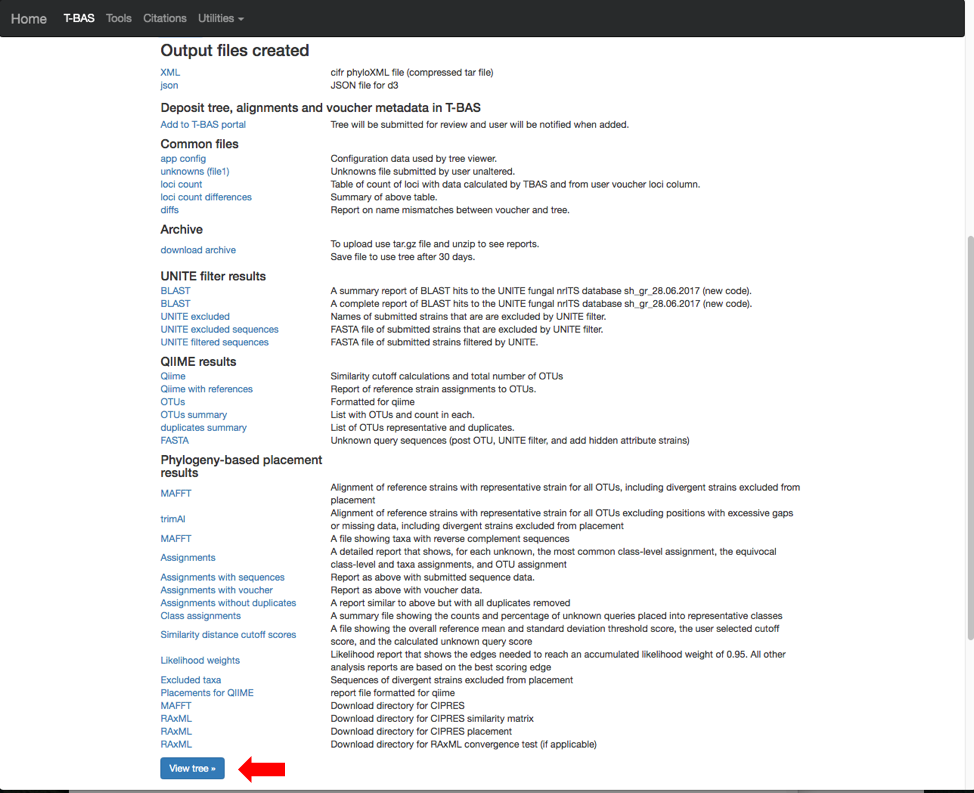 Home T-BAS Tools Citations Utilities
Output files created
XML cifr phyloXML file (compressed tar file)
json JSON file for d3
Deposit tree, alignments and voucher metadata in T-BAS
Add to T-BAS portal Tree will be submitted for review and user will be notified when added.
Common files
app config Configuration data used by tree viewer.
unknowns (file1) Unknowns file submitted by user unaltered.
loci count Table of count of loci with data calculated by TBAS and from user voucher loci column.
loci count differences Summary of above table.
diffs Report on name mismatches between voucher and tree.
Archive
download archive To upload use tar.gz file and unzip to see reports.
Save file to use tree after 30 days.
UNITE filter results
BLAST A summary report of BLAST hits to the UNITE fungal nrITS database sh_gr_28.06.2017 (new code).
BLAST A complete report of BLAST hits to the UNITE fungal nrITS database sh_gr_28.06.2017 (new code).
UNITE excluded Names of submitted strains that are are excluded by UNITE filter.
UNITE excluded sequences FASTA file of submitted strains that are excluded by UNITE filter.
UNITE filtered sequences FASTA file of submitted strains filtered by UNITE.
QIIME results
Qiime Similarity cutoff calculations and total number of OTUs
Qiime with references Report of reference strain assignments to OTUs.
OTUs Formatted for qiime
OTUs summary List with OTUs and count in each.
duplicates summary List of OTUs representative and duplicates.
FASTA Unknown query sequences (post OTU, UNITE filter, and add hidden attribute strains)
Phylogeny-based placement
results
MAFFT Alignment of reference strains with representative strain for all OTUs, including divergent strains excluded from
placement
trimAl Alignment of reference strains with representative strain for all OTUs excluding positions with excessive gaps
or missing data, including divergent strains excluded from placement
MAFFT A file showing taxa with reverse complement sequences
Assignments A detailed report that shows, for each unknown, the most common class-level assignment, the equivocal
class-level and taxa assignments, and OTU assignment
Assignments with sequences Report as above with submitted sequence data.
Assignments with voucher Report as above with voucher data.
Assignments without duplicates A report similar to above but with all duplicates removed
Class assignments A summary file showing the counts and percentage of unknown queries placed into representative classes
Similarity distance cutoff scores A file showing the overall reference mean and standard deviation threshold score, the user selected cutoff
score, and the calculated unknown query score
Likelihood weights Likelihood report that shows the edges needed to reach an accumulated likelihood weight of 0.95. All other
analysis reports are based on the best scoring edge
Excluded taxa Sequences of divergent strains excluded from placement
Placements for QIIME report file formatted for qiime
MAFFT Download directory for CIPRES
RAxML Download directory for CIPRES similarity matrix
RAxML Download directory for CIPRES placement
RAxML Download directory for RAxML convergence test (if applicable)
View tree »